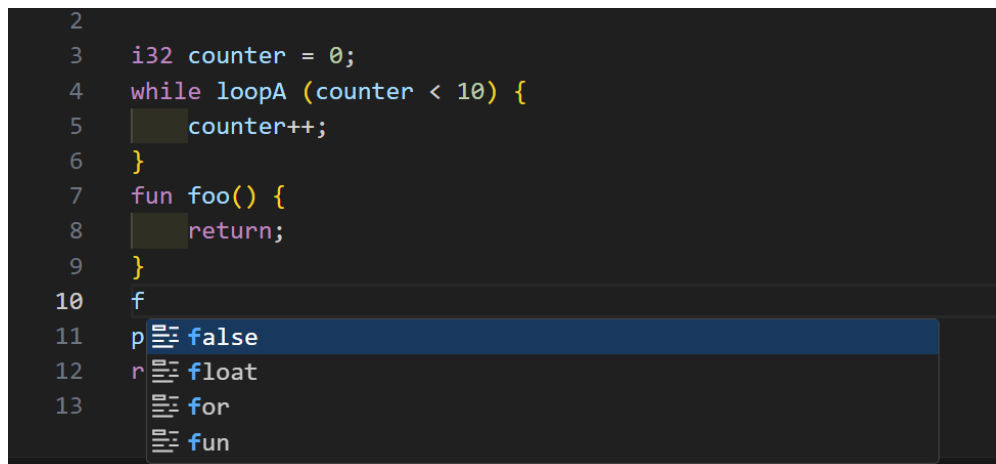 2
3 i32 counter = 0;
4 while loopA (counter < 10) {
5 counter++;
6 }
7 fun foo() {
8 return;
9 }
10 f
11 p false
12 r float
13 for
fun